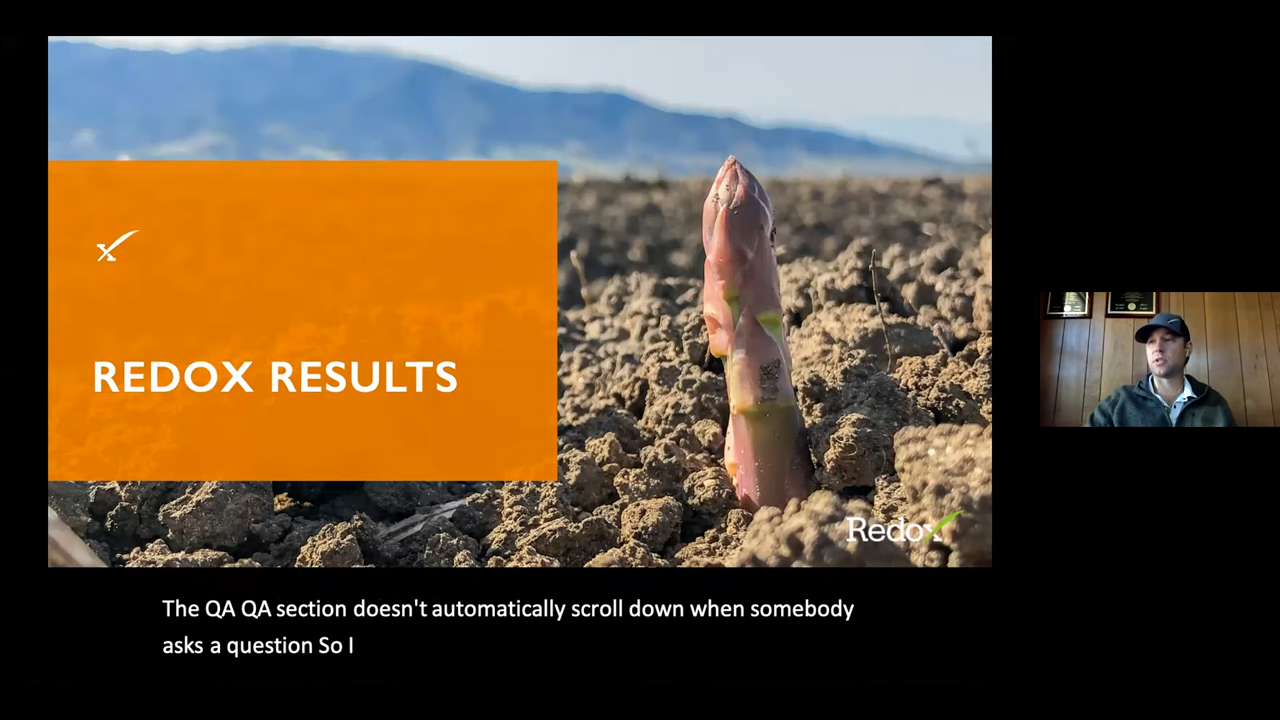 REDOX RESULTS
Redox
The QA QA section doesn't automatically scroll down when somebody
asks a question So I